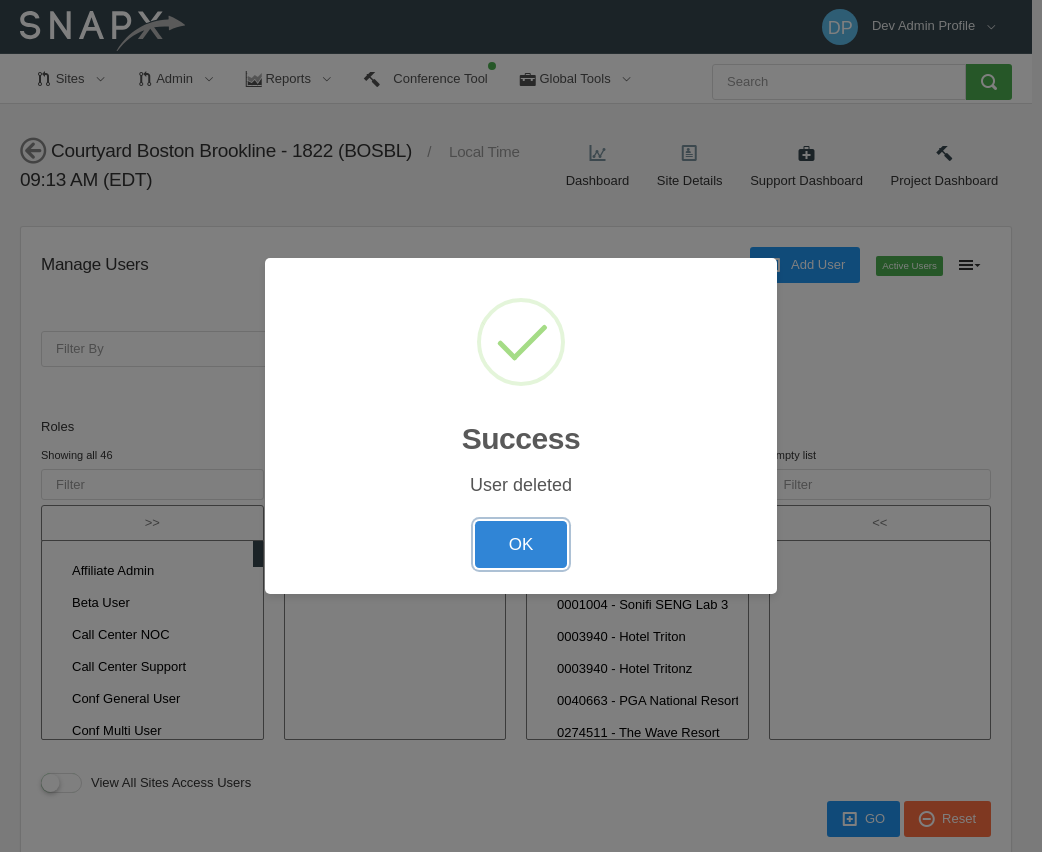 SNAPX
DP
Dev Admin Profile
Sites
Admin
Reports
Conference Tool
Global Tools
Search
Courtyard Boston Brookline - 1822 (BOSBL) / Local Time
09:13 AM (EDT)
Dashboard
Site Details
Support Dashboard
Project Dashboard
Manage Users
Add User
Active Users
Filter By
Success
User deleted
OK
Roles
Showing all 46
mpty list
Filter
Filter
>>
<<
Affiliate Admin
Beta User
Call Center NOC
Call Center Support
Conf General User
Conf Multi User
0001004 - Sonifi SENG Lab 3
0003940 - Hotel Triton
0003940 - Hotel Tritonz
0040663 - PGA National Resort
0274511 - The Wave Resort
View All Sites Access Users
GO
Reset